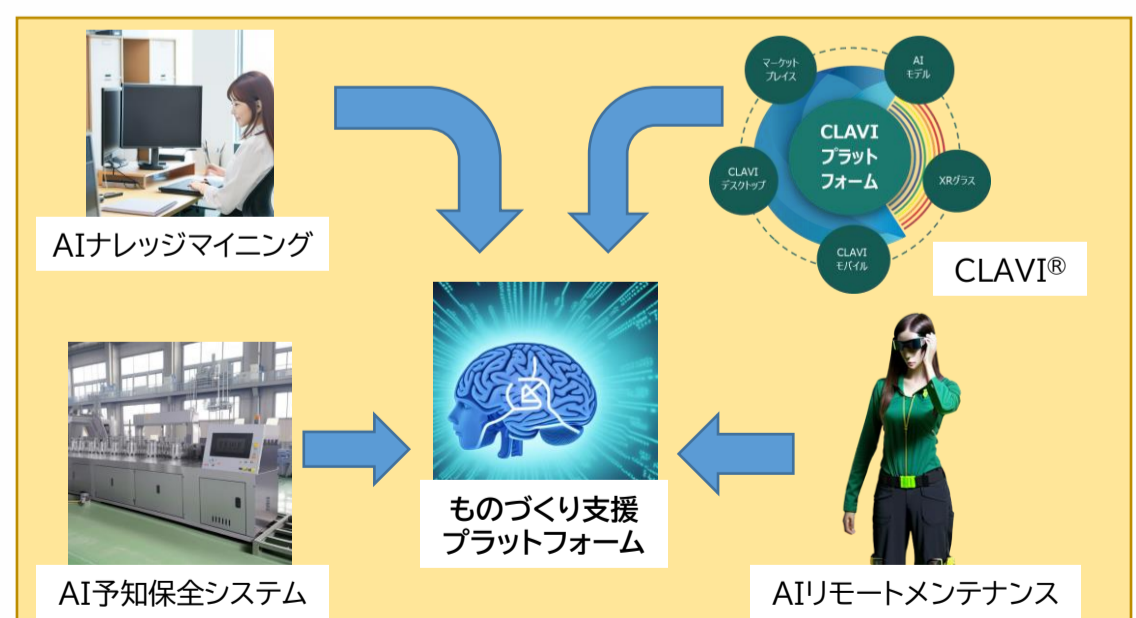 AIナレッジマイニング
マーケット
プレイス
AI
モデル
CLAVI
プラット
フォーム
CLAVI
デスクトップ
XRグラス
CLAVI
モバイル
CLAVI®
ものづくり支援
プラットフォーム
AI予知保全システム
AIリモートメンテナンス